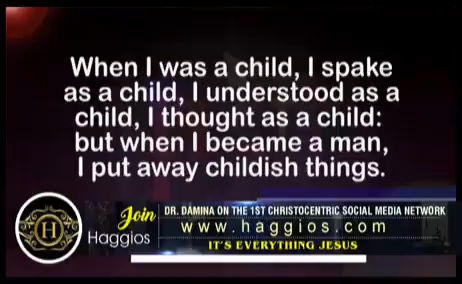 When I was a child, I spake
as a child, I understood as a
child, I thought as a child:
but when I became a man,
I put away childish things.
H
Join
Haggios
DR. DAMINA ON THE 1ST CHRISTOCENTRIC SOCIAL MEDIA NETWORK
www.haggios.com
IT'S EVERYTHING JESUS